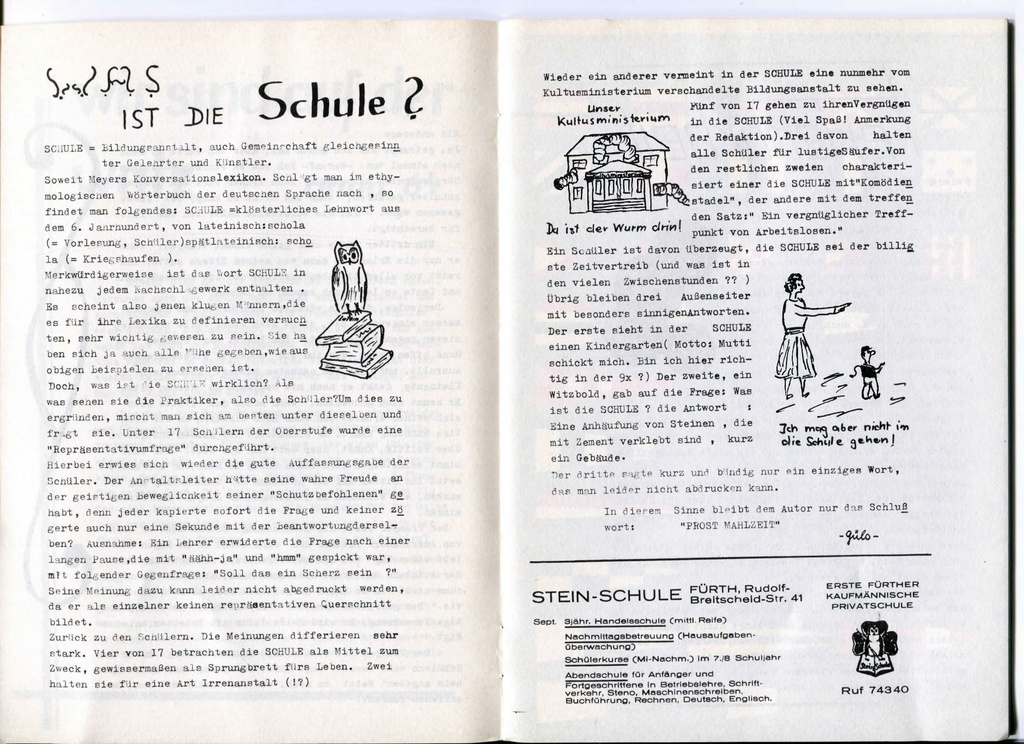 IST DIE Schule?
SCHULE = Bildungsanstalt, auch Gemeinschaft gleichgesinn
ter Gelehrter und Künstler.
Soweit Meyers Konversationslexikon. Schlägt man im ethy-
mologischen Wörterbuch der deutschen Sprache nach , so
findet man folgendes: SCHULE =klösterliches Lehnwort aus
dem 6. Jahrhundert, von lateinisch:schola
(= Vorlesung, Schüler)spätlateinisch: scho
la (= Kriegshaufen ).
Merkwürdigerweise ist das Wort SCHULE in
nahezu jedem Nachschlagewerk enthalten .
Es scheint also jenen klugen Männern,die
es für ihre Lexika zu definieren versuch
ten, sehr wichtig gewesen zu sein. Sie ha
ben sich ja auch alle Mühe gegeben,wie aus
obigen Beispielen zu ersehen ist.
Doch, was ist die SCHULE wirklich? Als
was sehen sie die Praktiker, also die Schüler?Um dies zu
ergründen, mischt man sich am besten unter dieselben und
fragt sie. Unter 17 Schülern der Oberstufe wurde eine
"Repräsentativumfrage" durchgeführt.
Hierbei erwies sich wieder die gute Auffassungsgabe der
Schüler. Der Anstaltsleiter hätte seine wahre Freude an
der geistigen Beweglichkeit seiner "Schutzbefohlenen" ge
habt, denn jeder kapierte sofort die Frage und keiner zö
gerte auch nur eine Sekunde mit der Beantwortungdersel-
ben? Ausnahme: Ein Lehrer erwiderte die Frage nach einer
langen Pause,die mit "äähh-ja" und "hmm" gespickt war,
mit folgender Gegenfrage: "Soll das ein Scherz sein ?"
Seine Meinung dazu kann leider nicht abgedruckt werden,
da er als einzelner keinen repräsentativen Querschnitt
bildet.
Zurück zu den Schülern. Die Meinungen differieren sehr
stark. Vier von 17 betrachten die SCHULE als Mittel zum
Zweck, gewissermaßen als Sprungbrett fürs Leben. Zwei
halten sie für eine Art Irrenanstalt (!?)
Wieder ein anderer vermeint in der SCHULE eine nunmehr vom
Kultusministerium verschandelte Bildungsanstalt zu sehen.
Unser
Kultusministerium
Da ist der Wurm drin!
Fünf von 17 gehen zu ihrenVergnügen
in die SCHULE (Viel Spaß! Anmerkung
der Redaktion).Drei davon halten
alle Schüler für lustigeSäufer.Von
den restlichen zweien charakteri-
siert einer die SCHULE mit"Komödien
stadel", der andere mit dem treffen
den Satz:" Ein vergnüglicher Treff-
punkt von Arbeitslosen."
Ein Schüler ist davon überzeugt, die SCHULE sei der billig
ste Zeitvertreib (und was ist in
den vielen Zwischenstunden ?? )
Übrig bleiben drei Außenseiter
mit besonders sinnigenAntworten.
Der erste sieht in der SCHULE
einen Kindergarten( Motto: Mutti
schickt mich. Bin ich hier rich-
tig in der 9x ?) Der zweite, ein
Witzbold, gab auf die Frage: Was
ist die SCHULE ? die Antwort :
Eine Anhäufung von Steinen , die
mit Zement verklebt sind , kurz
ein Gebäude.
Ich mag aber nicht in
die Schule gehen!
Der dritte sagte kurz und bündig nur ein einziges Wort,
das man leider nicht abdrucken kann.
In diesem Sinne bleibt dem Autor nur das Schluß
wort: "PROST MAHLZEIT"
-gülo-
STEIN-SCHULE FÜRTH, Rudolf-
Breitscheid-Str. 41
ERSTE FÜRTHER
KAUFMÄNNISCHE
PRIVATSCHULE
Sept. 3jähr. Handelsschule (mittl. Reife)
Nachmittagsbetreuung (Hausaufgaben-
überwachung)
Schülerkurse (Mi-Nachm.) im 7./8 Schuljahr
Abendschule für Anfänger und
Fortgeschrittene in Betriebslehre, Schrift-
verkehr, Steno, Maschinenschreiben,
Buchführung, Rechnen, Deutsch, Englisch.
Ruf 74340